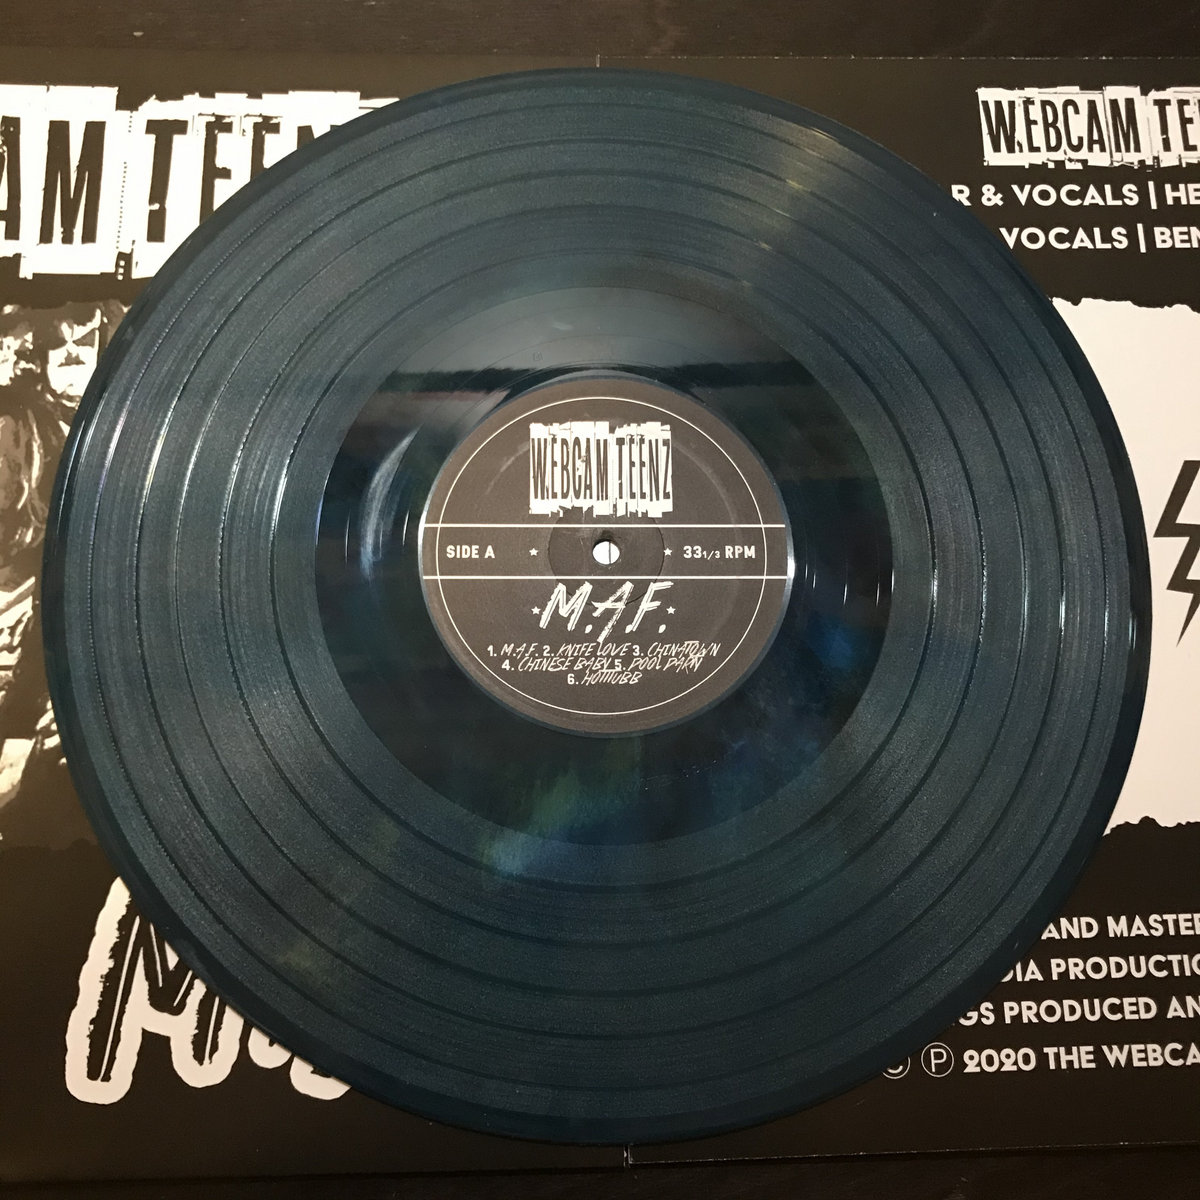 AM TEEN
WEBCAM TE
R & VOCALS | HE
VOCALS | BEN
WEBCAM TEENZ
SIDE A
33 1/3 RPM
M.A.F.
1. M.A.F. 2. KNIFE LOVE 3. CHINATOWN
4. CHINESE BABY 5. POOL PARTY
6. HOTTUBB
AND MASTE
DIA PRODUCTIO
GS PRODUCED AN
© ℗ 2020 THE WEBCA